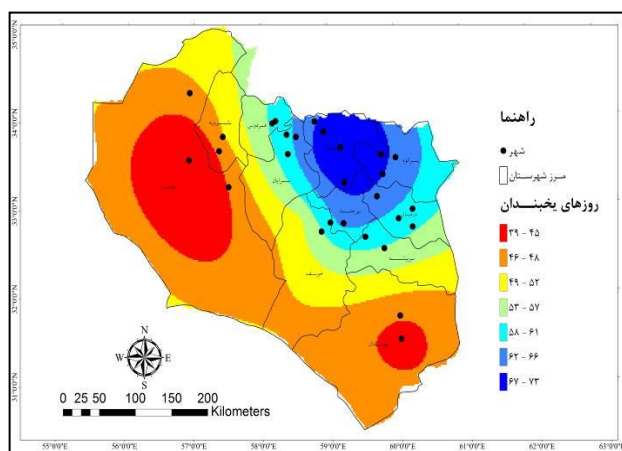 35°0'0"N
34°0'0"N
33°0'0"N
32°0'0"N
31°0'0"N
راهنما
شهر
مرز شهرستان
روزهای یخبندان
۳۹ - ۴۵
۴۶ - ۴۸
۴۹ - ۵۲
۵۳ - ۵۷
۵۸ - ۶۱
۶۲ - ۶۶
۶۷ - ۷۳
N
W E
S
0 25 50 100 150 200
Kilometers
55°0'0"E 56°0'0"E 57°0'0"E 58°0'0"E 59°0'0"E 60°0'0"E 61°0'0"E 62°0'0"E 63°0'0"E